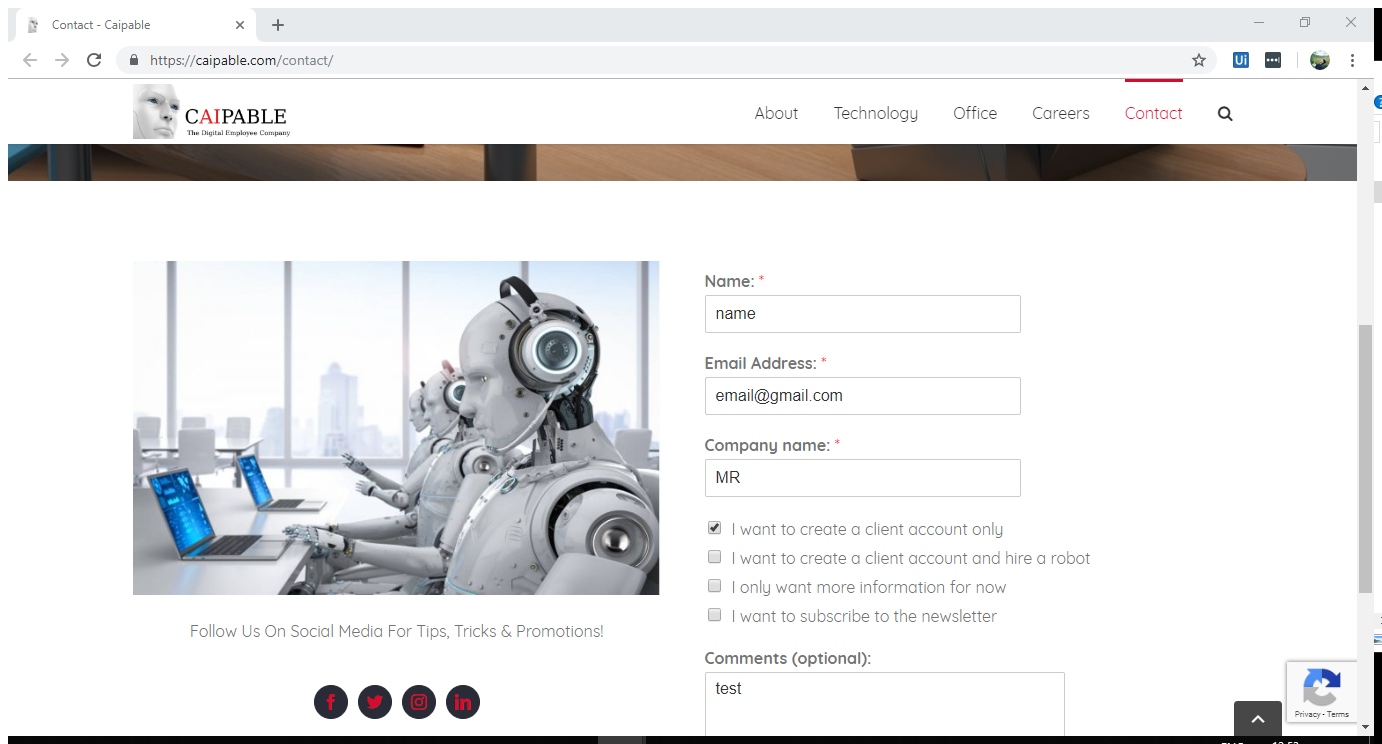 Contact - Caipable
https://caipable.com/contact/
Ui
CAIPABLE
The Digital Employee Company
About
Technology
Office
Careers
Contact
Name: *
name
Email Address: *
email@gmail.com
Company name: *
MR
I want to create a client account only
I want to create a client account and hire a robot
I only want more information for now
I want to subscribe to the newsletter
Comments (optional):
test
Follow Us On Social Media For Tips, Tricks & Promotions!
Privacy - Terms